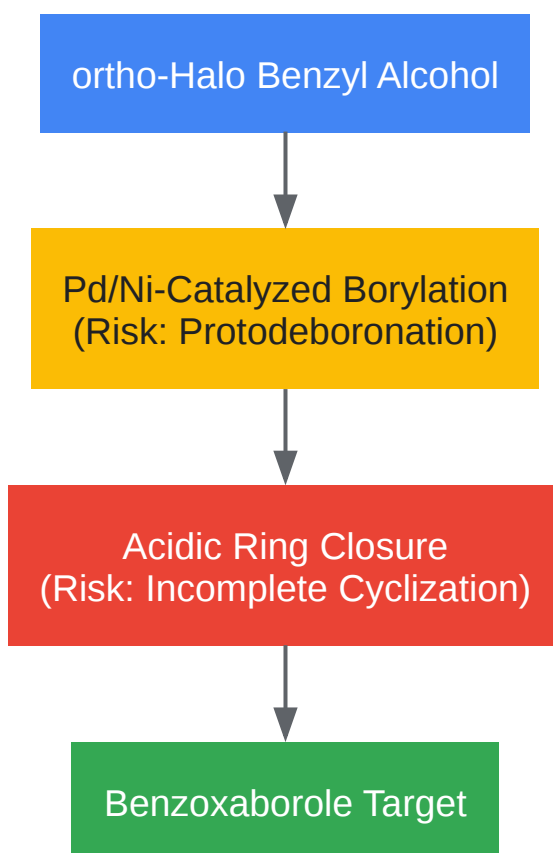 ortho-Halo Benzyl Alcohol
Pd/Ni-Catalyzed Borylation
(Risk: Protodeboronation)
Acidic Ring Closure
(Risk: Incomplete Cyclization)
Benzoxaborole Target